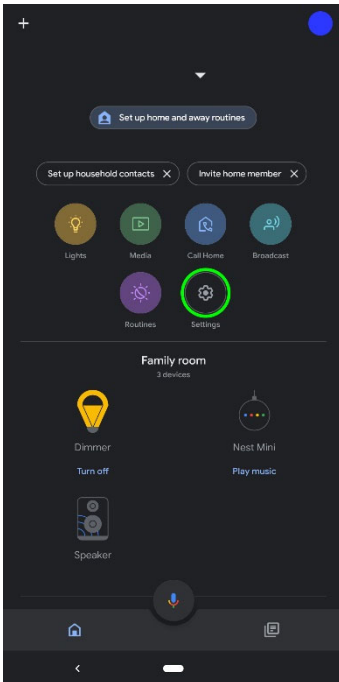 Set up home and away routines
Set up household contacts
Invite home member
Lights
Media
Call Home
Broadcast
Routines
Settings
Family room
3 devices
Dimmer
Nest Mini
Turn off
Play music
Speaker